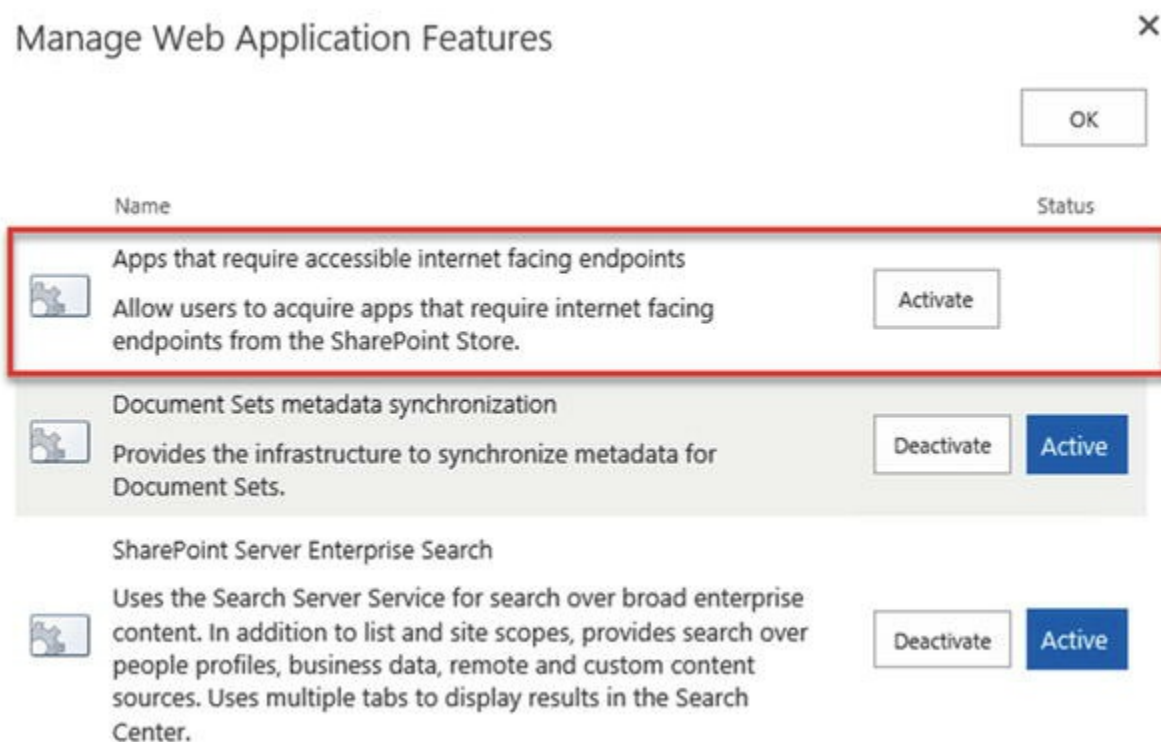 Manage Web Application Features
OK
Name
Status
Apps that require accessible internet facing endpoints
Allow users to acquire apps that require internet facing
endpoints from the SharePoint Store.
Activate
Document Sets metadata synchronization
Provides the infrastructure to synchronize metadata for
Document Sets.
Deactivate
Active
SharePoint Server Enterprise Search
Uses the Search Server Service for search over broad enterprise
content. In addition to list and site scopes, provides search over
people profiles, business data, remote and custom content
sources. Uses multiple tabs to display results in the Search
Center.
Deactivate
Active